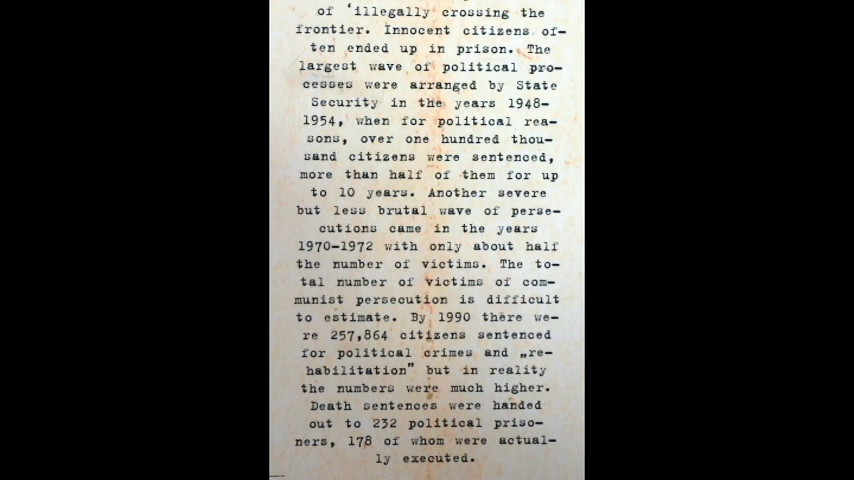 of 'illegally crossing the
frontier. Innocent citizens of-
ten ended up in prison. The
largest wave of political pro-
cesses were arranged by State
Security in the years 1948-
1954, when for political rea-
sons, over one hundred thou-
sand citizens were sentenced,
more than half of them for up
to 10 years. Another severe
but less brutal wave of perse-
cutions came in the years
1970-1972 with only about half
the number of victims. The to-
tal number of victims of com-
munist persecution is difficult
to estimate. By 1990 there we-
re 257,864 citizens sentenced
for political crimes and „re-
habilitation" but in reality
the numbers were much higher.
Death sentences were handed
out to 232 political priso-
ners, 178 of whom were actual-
ly executed.